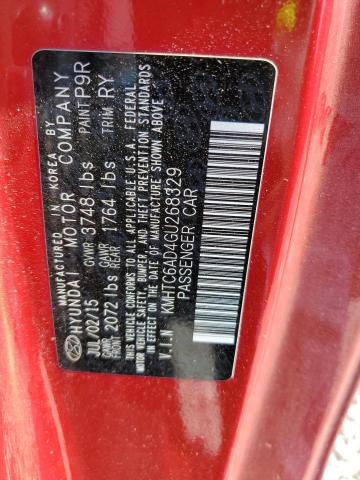 MANUFACTURED IN KOREA BY
HYUNDAI MOTOR COMPANY
JUL/02/15 GVWR 3748 lbs PAINT P9R
GAWR FRONT 2072 lbs GAWR REAR 1764 lbs TRIM RY
THIS VEHICLE CONFORMS TO ALL APPLICABLE U.S.A. FEDERAL
MOTOR VEHICLE SAFETY, BUMPER, AND THEFT PREVENTION STANDARDS
IN EFFECT ON THE DATE OF MANUFACTURE SHOWN ABOVE.
V.I.N KMHTC6AD4GU268329
PASSENGER CAR